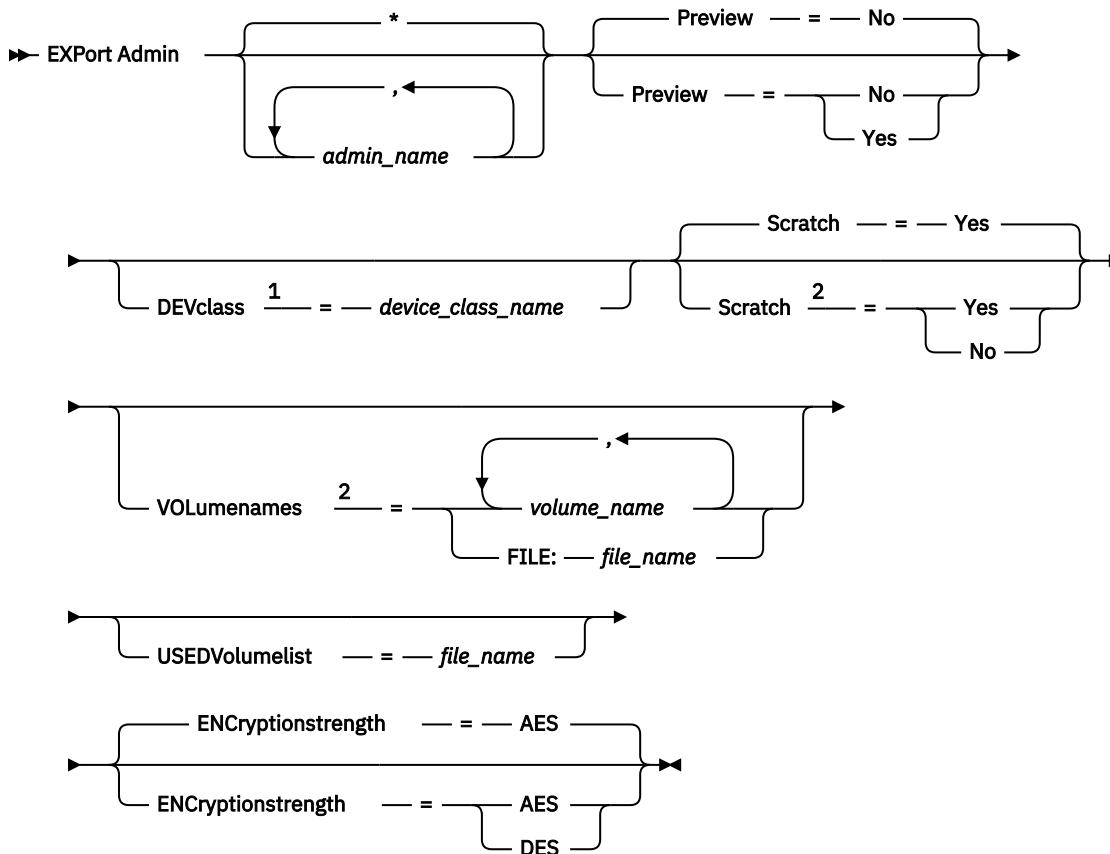 *
Preview = No
EXPort Admin
,
admin_name
Preview = No
Yes
Scratch = Yes
DEVclass 1 = device_class_name
Scratch 2 = Yes
No
,
VOLumenames 2 = volume_name
FILE: file_name
USEDVolumelist = file_name
ENCryptionstrength = AES
ENCryptionstrength = AES
DES